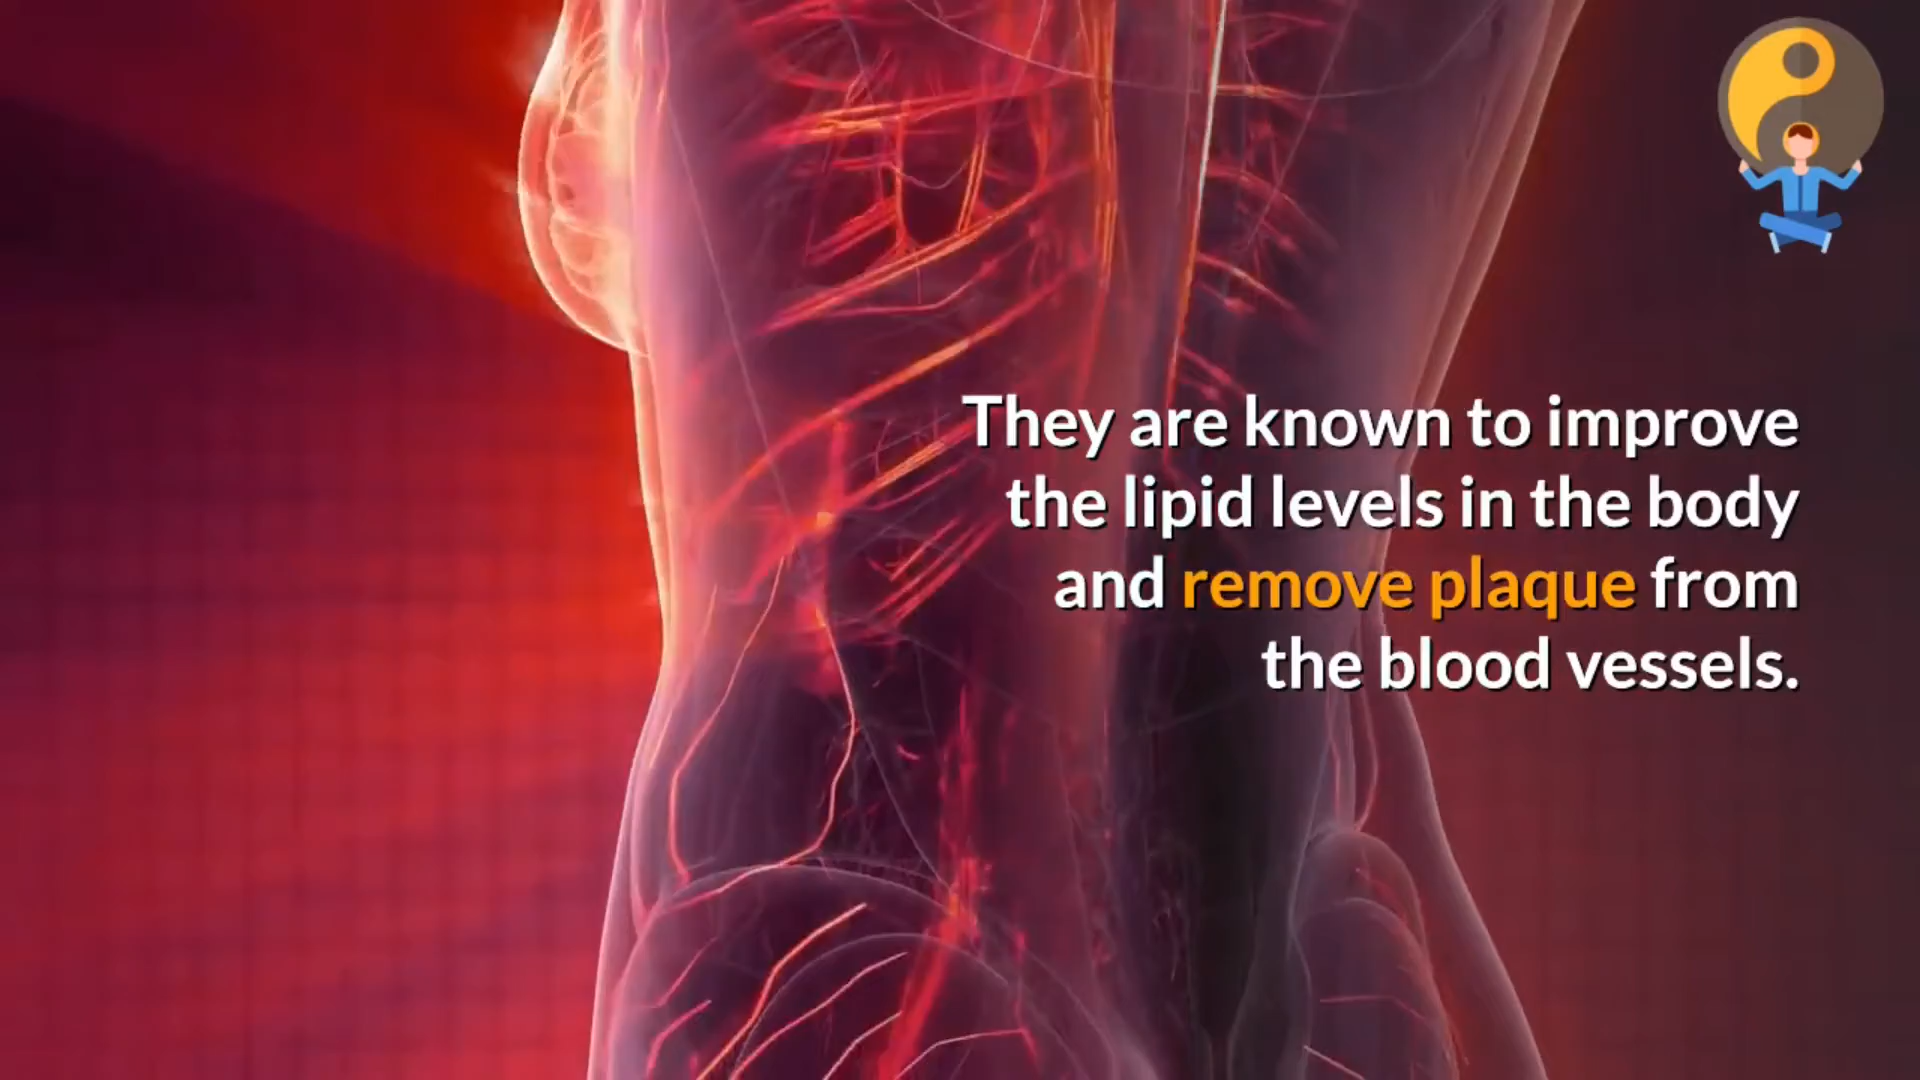 They are known to improve
the lipid levels in the body
and remove plaque from
the blood vessels.